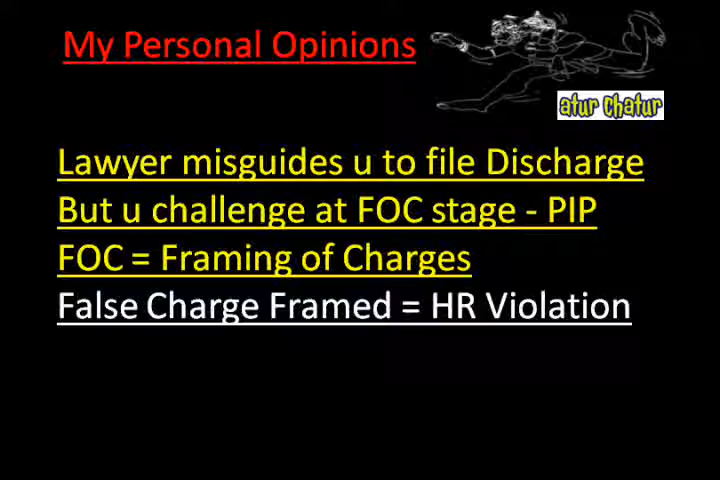 My Personal Opinions
atur chatur
Lawyer misguides u to file Discharge
But u challenge at FOC stage - PIP
FOC = Framing of Charges
False Charge Framed = HR Violation